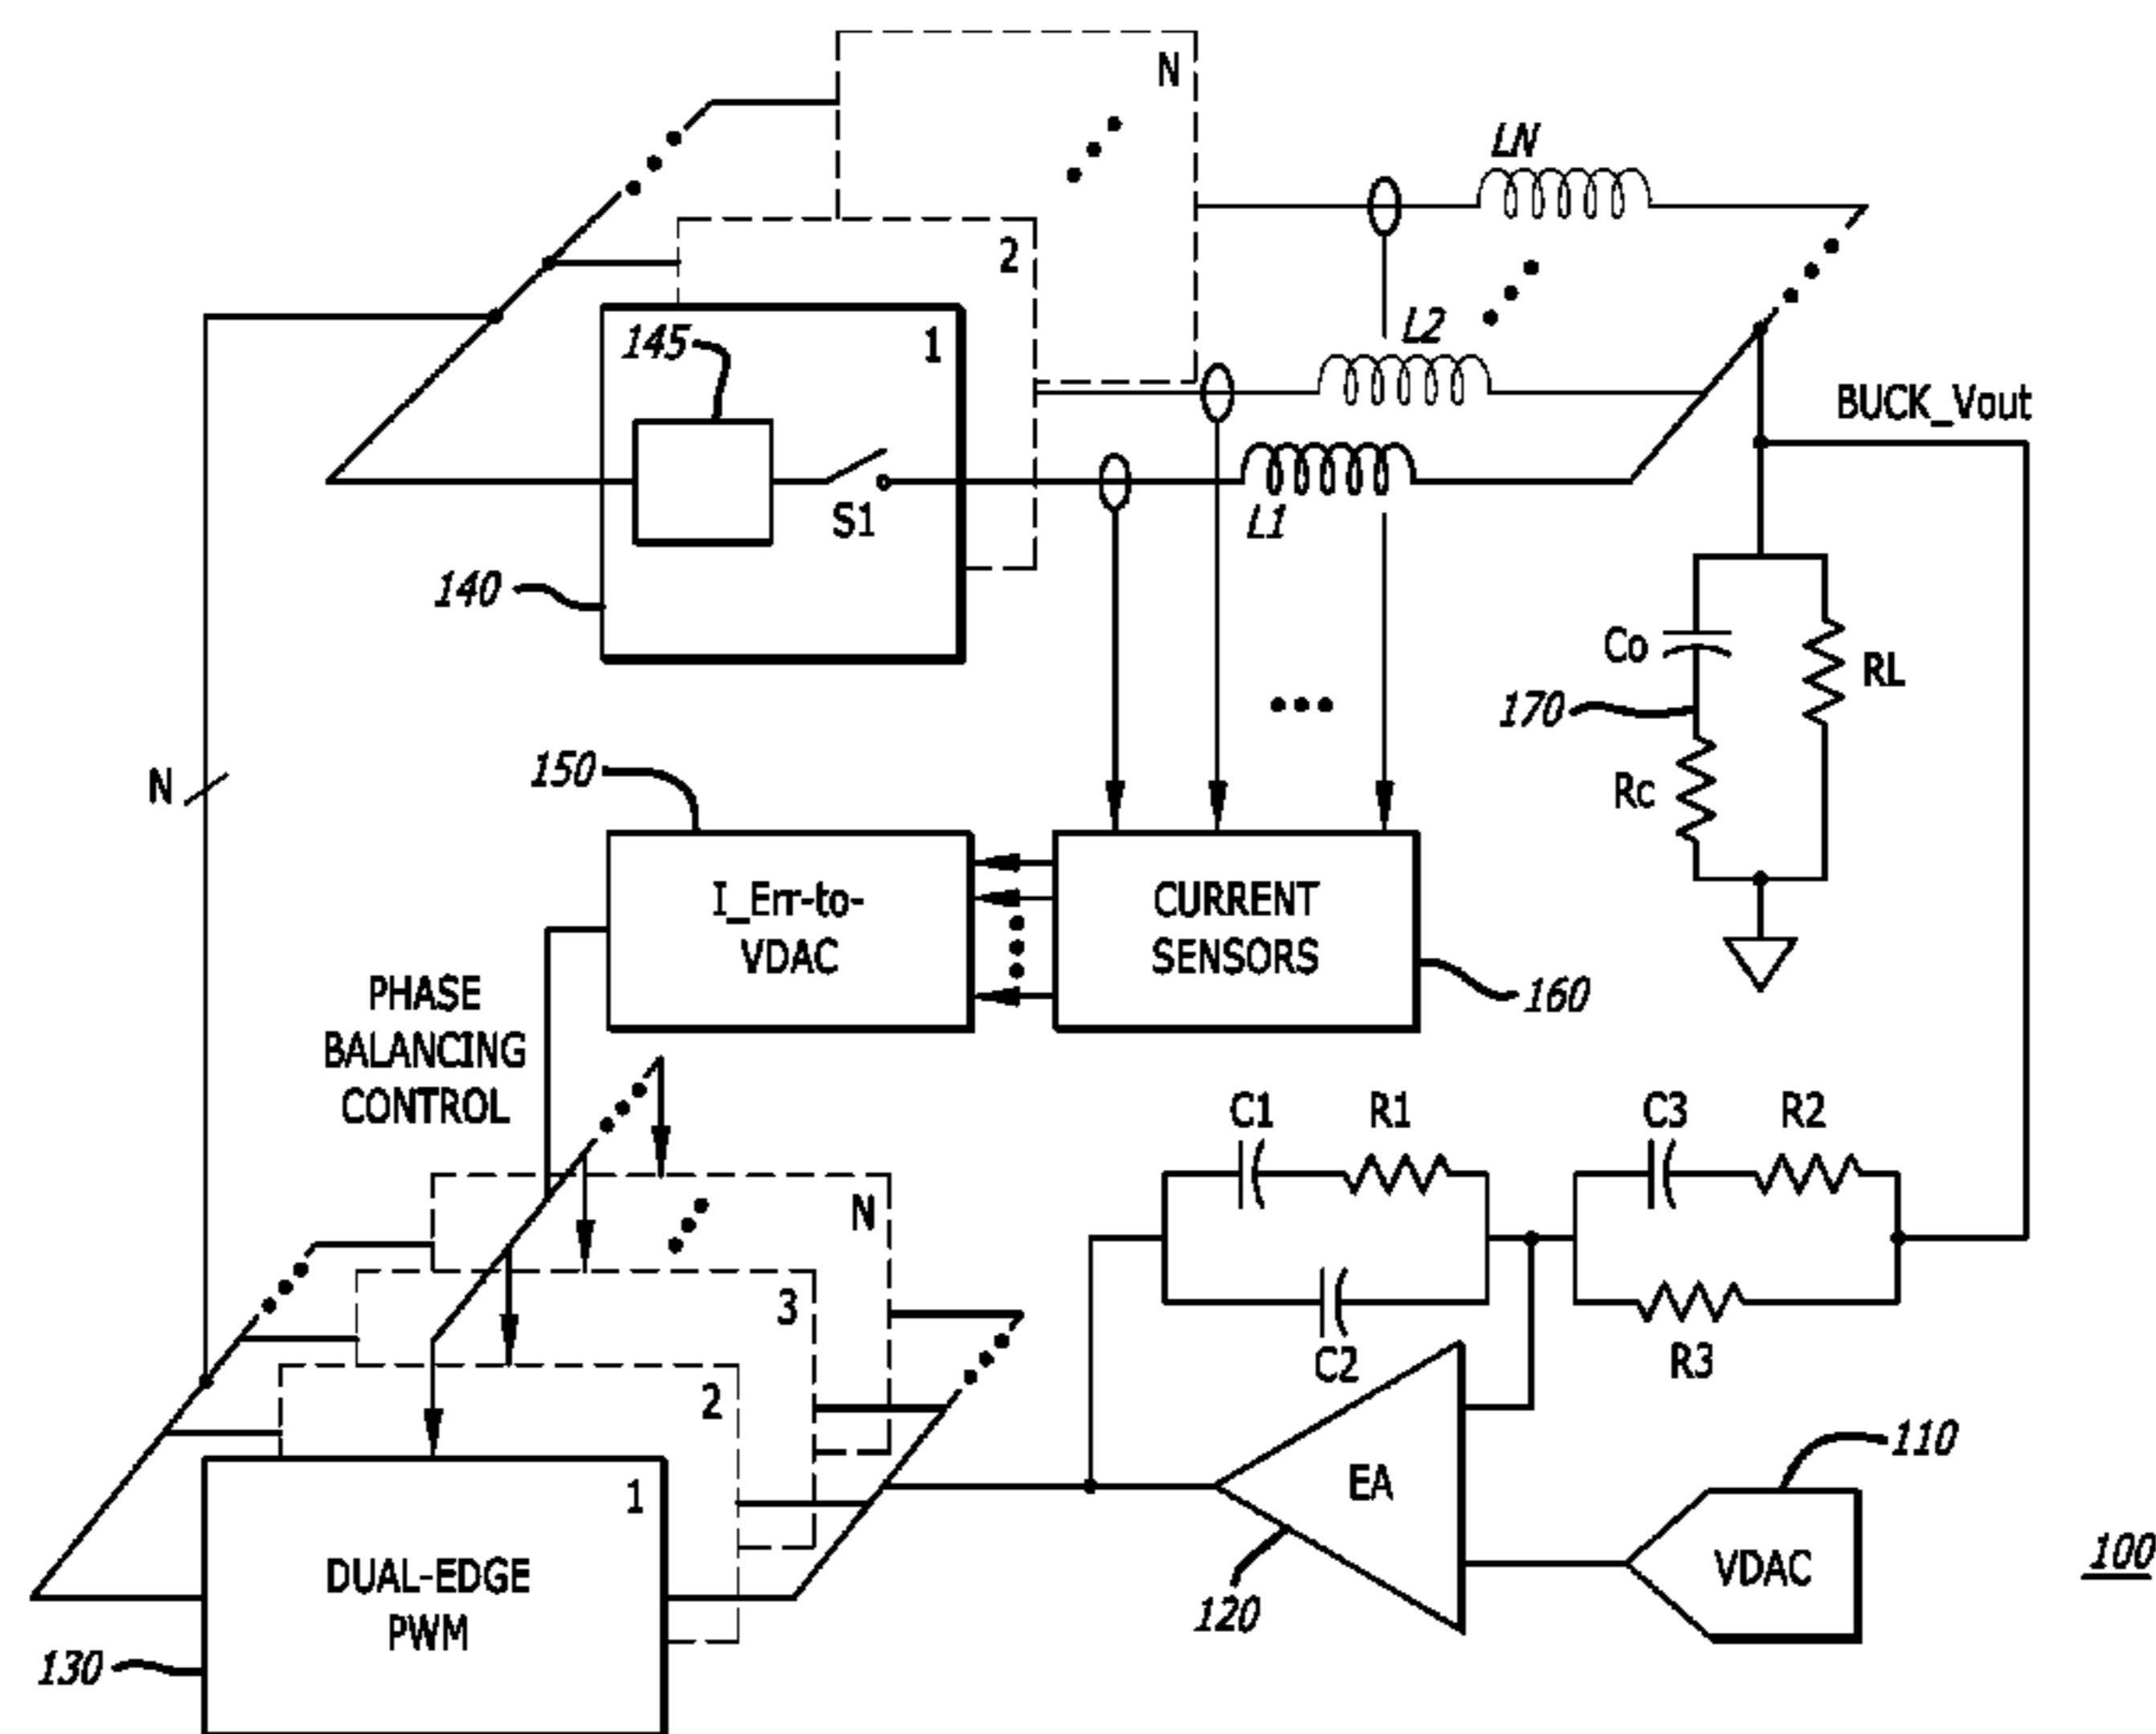 N
LN
2
L2
145
1
BUCK_Vout
S1
L1
140
Co
RL
170
N
150
Rc
I_Err-to-
VDAC
CURRENT
SENSORS
160
PHASE
BALANCING
CONTROL
C1
R1
C3
R2
N
3
C2
R3
2
110
1
EA
DUAL-EDGE
PWM
VDAC
100
120
130